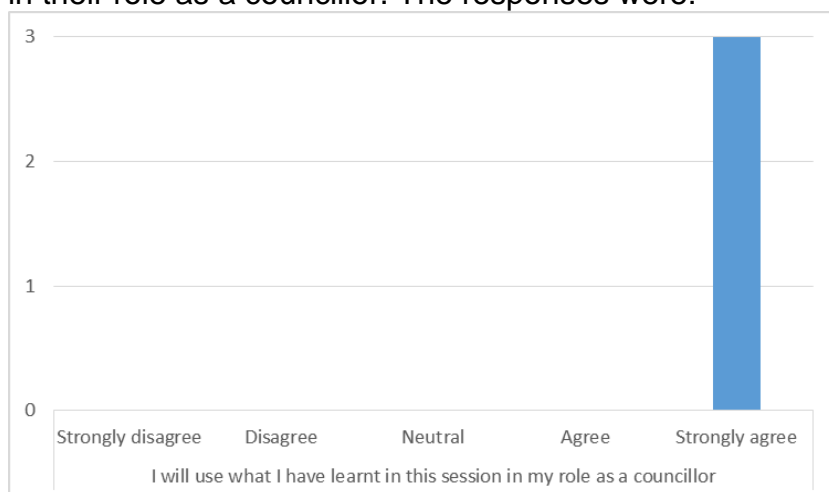 in their role as a councillor. The responses were:
3
2
1
0
Strongly disagree Disagree Neutral Agree Strongly agree
I will use what I have learnt in this session in my role as a councillor